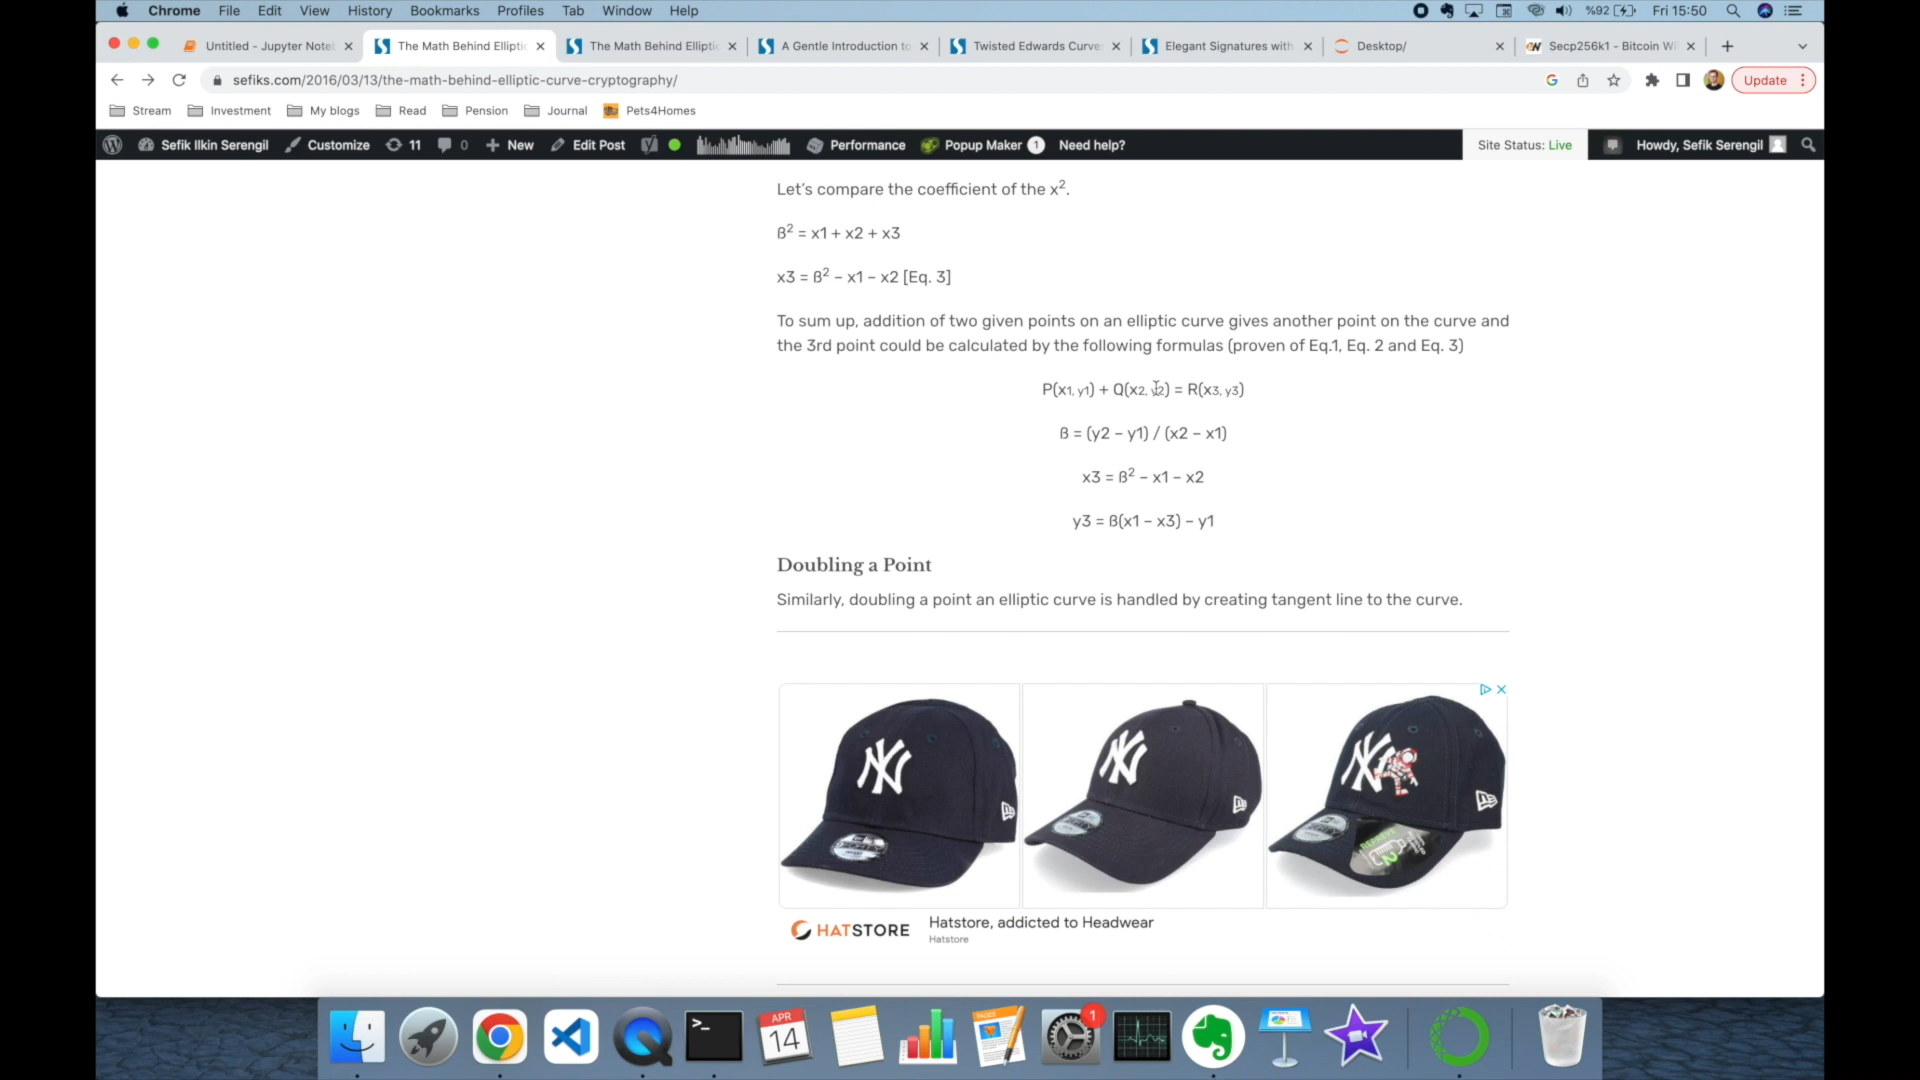 Chrome File Edit View History Bookmarks Profiles Tab Window Help %92 Fri 15:50
Untitled - Jupyter Note The Math Behind Ellipti The Math Behind Ellipti A Gentle Introduction to Twisted Edwards Curve Elegant Signatures with Desktop/ Secp256k1 - Bitcoin Wi
sefiks.com/2016/03/13/the-math-behind-elliptic-curve-cryptography/ Update
Stream Investment My blogs Read Pension Journal Pets4Homes
Sefik Ilkin Serengil Customize 11 0 New Edit Post Performance Popup Maker 1 Need help? Site Status: Live Howdy, Sefik Serengil
Let's compare the coefficient of the x².
ß² = x1 + x2 + x3
x3 = ß² – x1 – x2 [Eq. 3]
To sum up, addition of two given points on an elliptic curve gives another point on the curve and
the 3rd point could be calculated by the following formulas (proven of Eq.1, Eq. 2 and Eq. 3)
P(x1, y1) + Q(x2, y2) = R(x3, y3)
ß = (y2 – y1) / (x2 – x1)
x3 = ß² – x1 – x2
y3 = ß(x1 – x3) – y1
Doubling a Point
Similarly, doubling a point an elliptic curve is handled by creating tangent line to the curve.
NY NY NY
HATSTORE Hatstore, addicted to Headwear
Hatstore
APR
14
PAGES
1